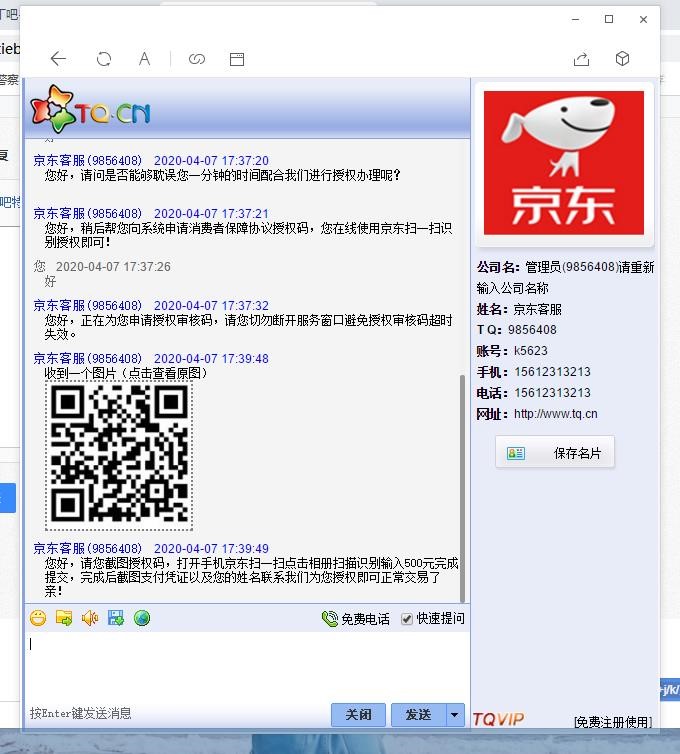 丁吧
tieb
警察
复
吧特
TQ.CN
京东客服(9856408) 2020-04-07 17:37:20
您好，请问是否能够耽误您一分钟的时间配合我们进行授权办理呢？
京东客服(9856408) 2020-04-07 17:37:21
您好，稍后帮您向系统申请消费者保障协议授权码，您在线使用京东扫一扫识
别授权即可！
您 2020-04-07 17:37:26
好
京东客服(9856408) 2020-04-07 17:37:32
您好，正在为您申请授权审核码，请您切勿断开服务窗口避免授权审核码超时
失效。
京东客服(9856408) 2020-04-07 17:39:48
收到一个图片（点击查看原图）
京东客服(9856408) 2020-04-07 17:39:49
您好，请您截图授权码，打开手机京东扫一扫点击相册扫描识别输入500元完成
提交，完成后截图支付凭证以及您的姓名联系我们为您授权即可正常交易了
亲！
免费电话 快速提问
按Enter键发送消息
关闭 发送
京东
公司名：管理员(9856408)请重新
输入公司名称
姓名：京东客服
TQ：9856408
账号：k5623
手机：15612313213
电话：15612313213
网址：http://www.tq.cn
保存名片
TQVIP [免费注册使用]
+j/k/